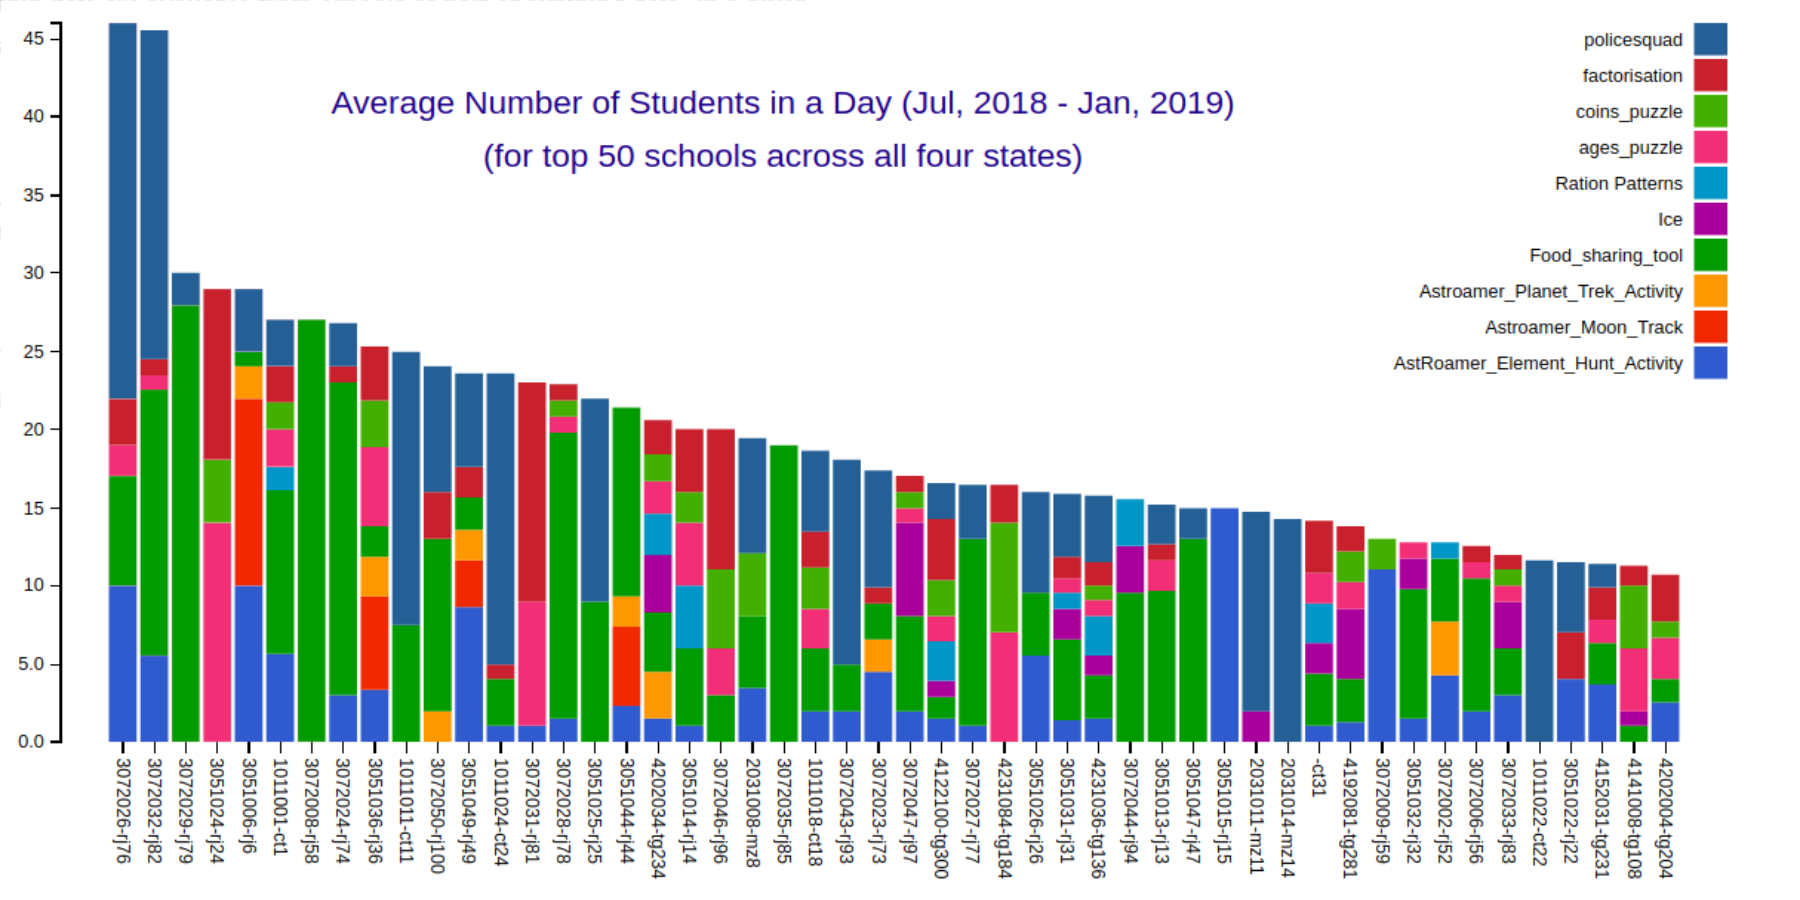 Average Number of Students in a Day (Jul, 2018 - Jan, 2019)
(for top 50 schools across all four states)
policesquad
factorisation
coins_puzzle
ages_puzzle
Ration Patterns
Ice
Food_sharing_tool
Astroamer_Planet_Trek_Activity
Astroamer_Moon_Track
AstRoamer_Element_Hunt_Activity
45
40
35
30
25
20
15
10
5.0
0.0
3072026-rj76
3072032-rj82
3072029-rj79
3051024-rj24
3051006-rj6
1011001-ct1
3072008-rj58
3072024-rj74
3051036-rj36
1011011-ct11
3072050-rj100
3051049-rj49
1011024-ct24
3072031-rj81
3072028-rj78
3051025-rj25
3051044-rj44
4202034-tg234
3051014-rj14
3072046-rj96
2031008-mz8
3072035-rj85
1011018-ct18
3072043-rj93
3072023-rj73
3072047-rj97
4122100-tg300
3072027-rj77
4231084-tg184
3051026-rj26
3051031-rj31
4231036-tg136
3072044-rj94
3051013-rj13
3051047-rj47
3051015-rj15
2031011-mz11
2031014-mz14
-ct31
4192081-tg281
3072009-rj59
3051032-rj32
3072002-rj52
3072006-rj56
3072033-rj83
1011022-ct22
3051022-rj22
4152031-tg231
4141008-tg108
4202004-tg204